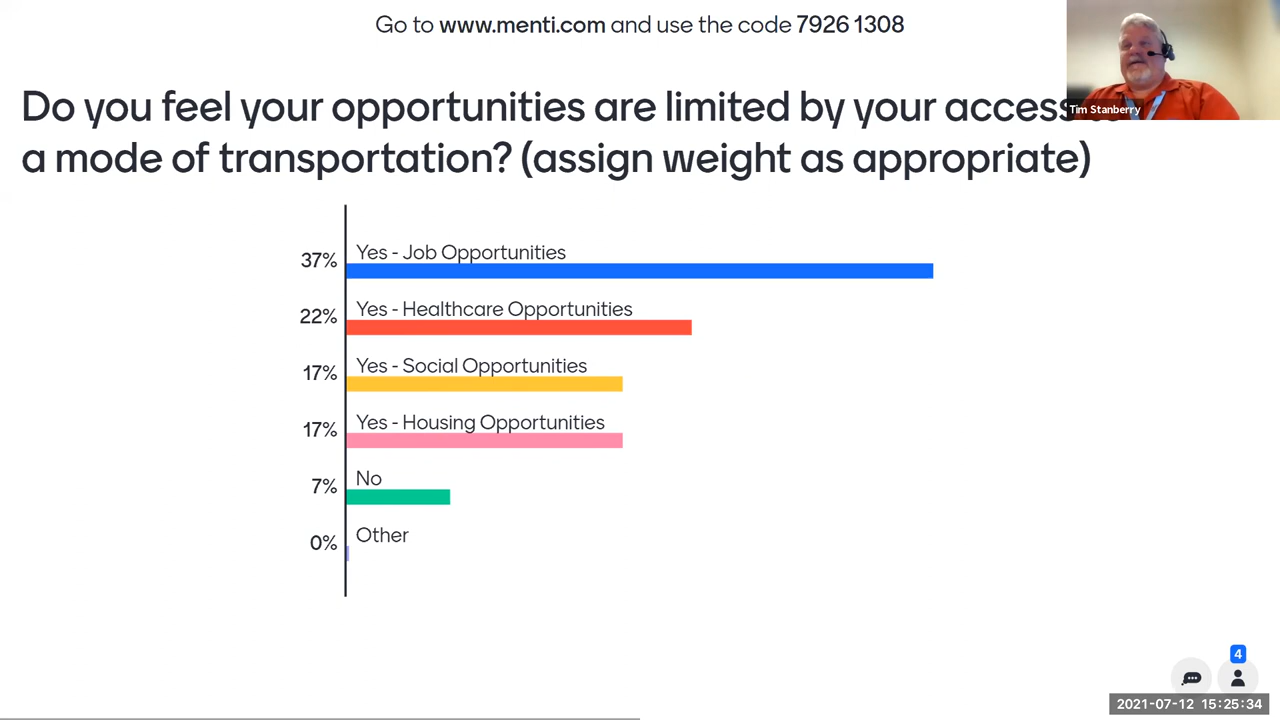 Go to www.menti.com and use the code 7926 1308
Do you feel your opportunities are limited by your access
a mode of transportation? (assign weight as appropriate)
Tim Stanberry
37% Yes - Job Opportunities
22% Yes - Healthcare Opportunities
17% Yes - Social Opportunities
17% Yes - Housing Opportunities
7% No
0% Other
4
2021-07-12 15:25:34